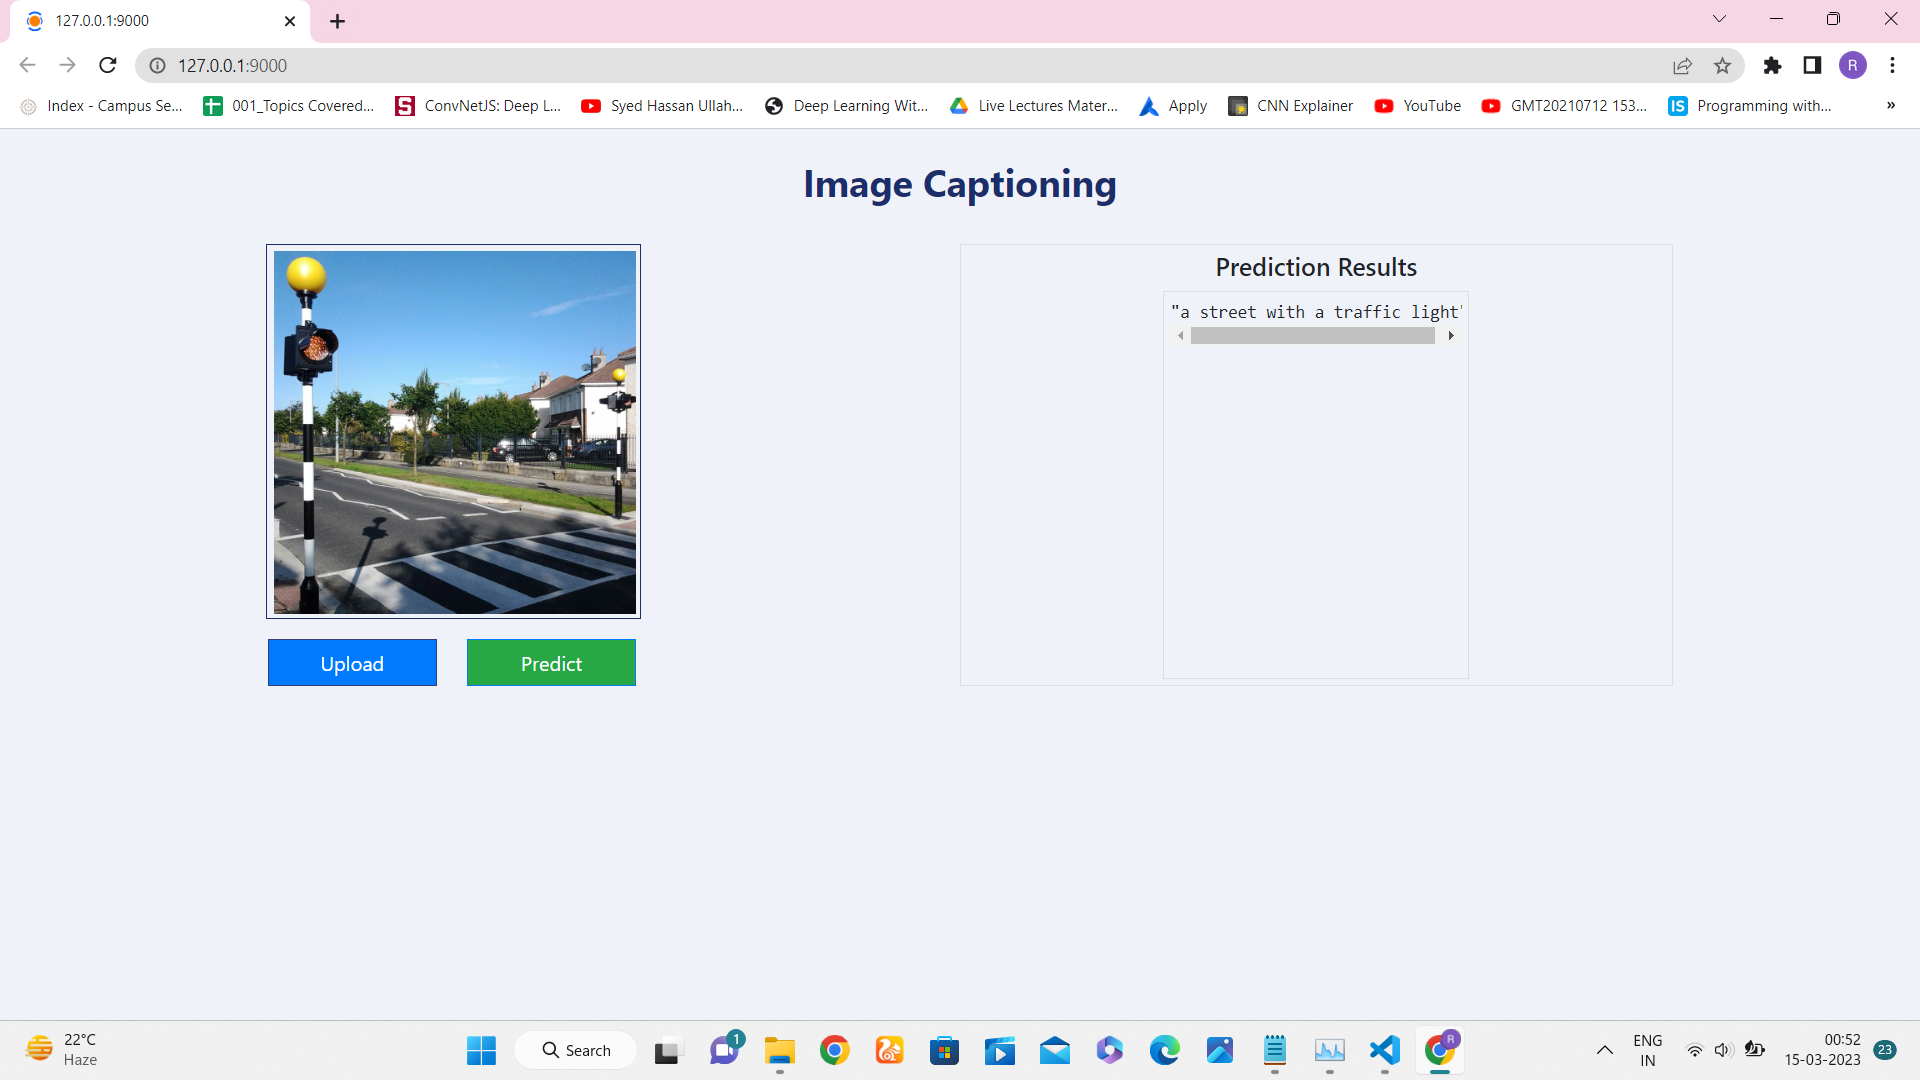 127.0.0.1:9000
127.0.0.1:9000
R
Index - Campus Se...
001_Topics Covered...
ConvNetJS: Deep L...
Syed Hassan Ullah...
Deep Learning Wit...
Live Lectures Mater...
Apply
CNN Explainer
YouTube
GMT20210712 153...
IS
Programming with...
»
Image Captioning
Prediction Results
"a street with a traffic light"
Upload
Predict
22°C
Haze
Search
1
R
ENG
IN
00:52
15-03-2023
23